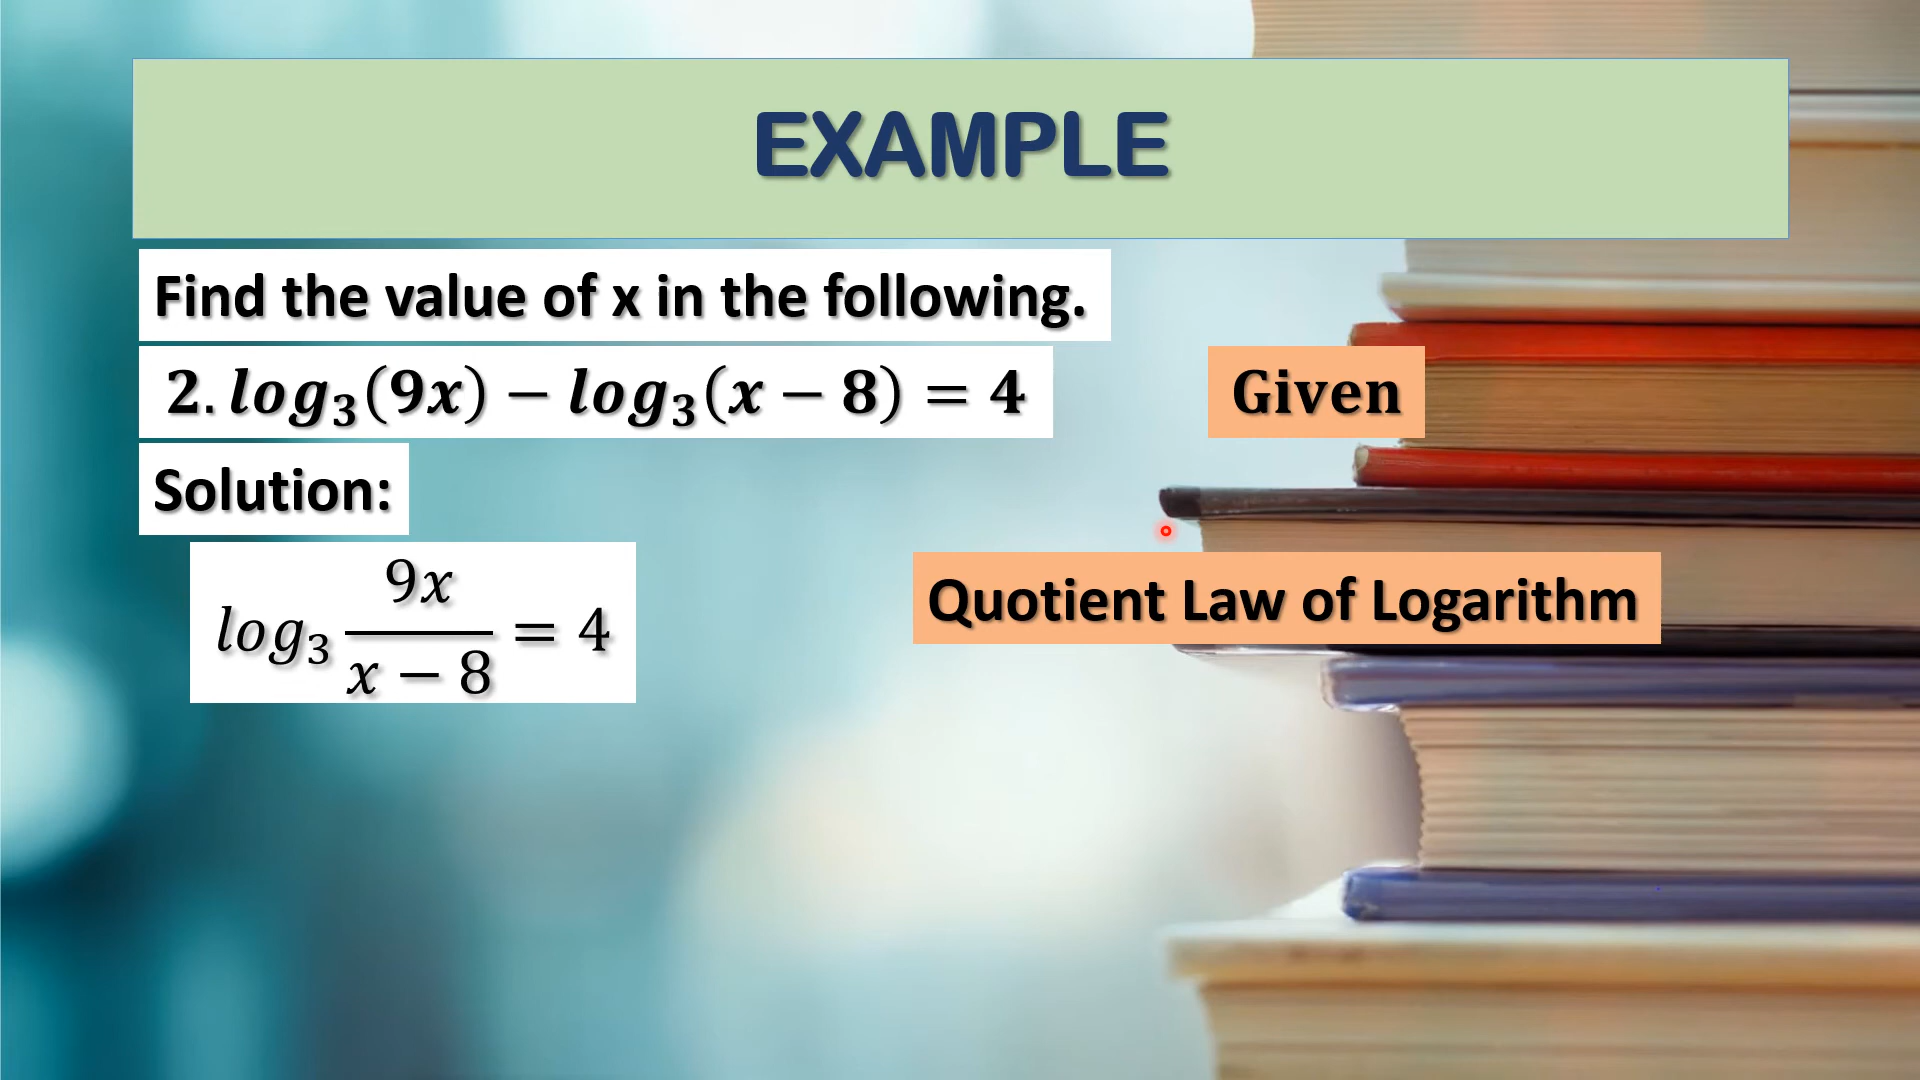 EXAMPLE
Find the value of x in the following.
2. log₃(9x) − log₃(x − 8) = 4
Given
Solution:
log₃ 9x/(x − 8) = 4
Quotient Law of Logarithm